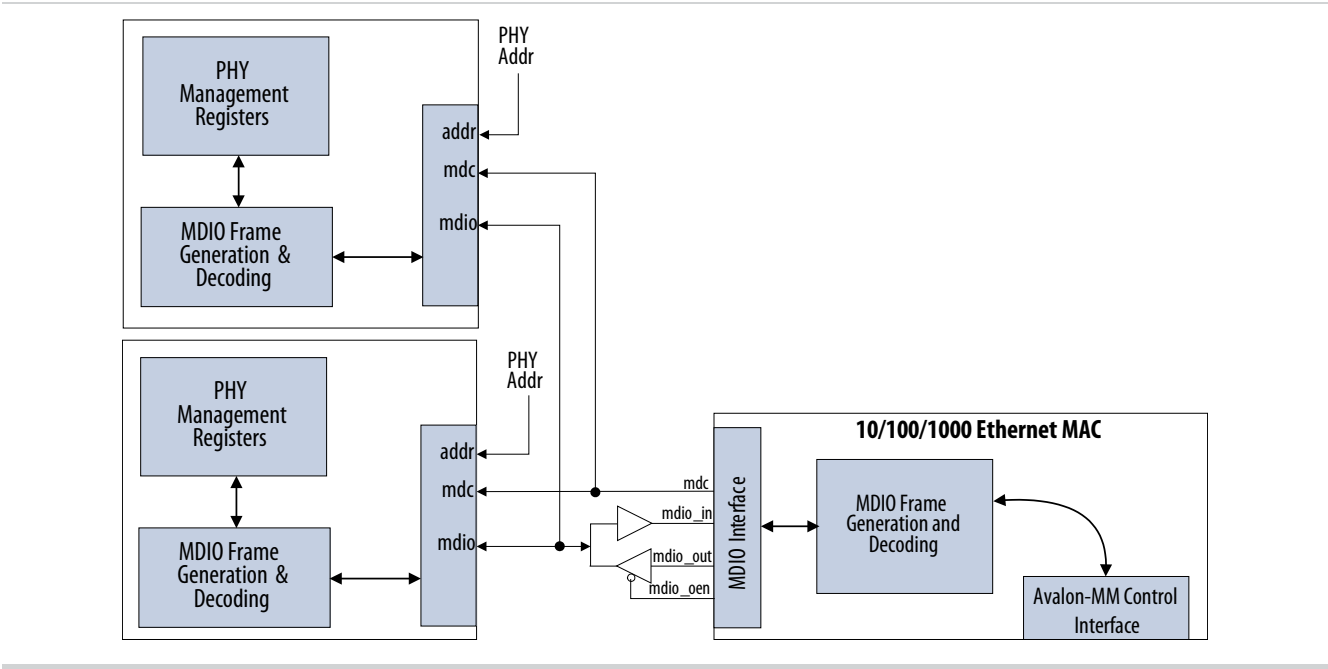 PHY
Management
Registers
MDIO Frame
Generation &
Decoding
addr
mdc
mdio
PHY
Addr
PHY
Management
Registers
MDIO Frame
Generation &
Decoding
addr
mdc
mdio
PHY
Addr
mdc
mdio_in
mdio_out
mdio_oen
10/100/1000 Ethernet MAC
MDIO Interface
MDIO Frame
Generation and
Decoding
Avalon-MM Control
Interface